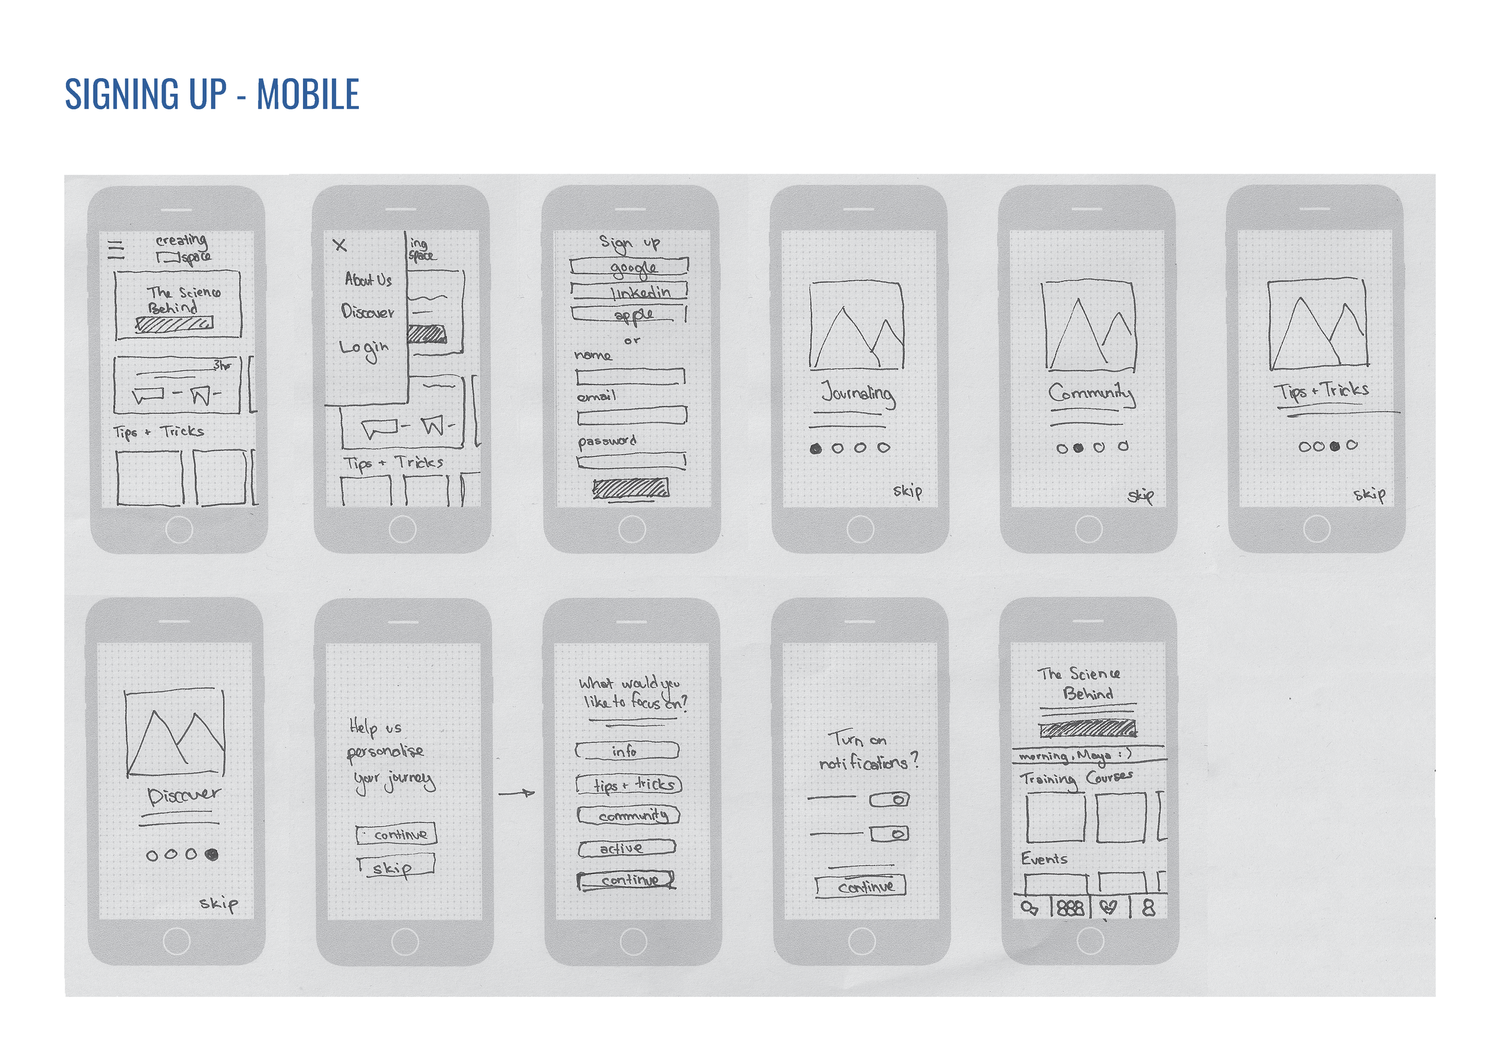 SIGNING UP - MOBILE
creating
space
The Science
Behind
3hr
Tips + Tricks
X
ing
space
About Us
Discover
Login
Tips + Tricks
Sign up
google
linkedin
apple
or
name
email
password
Journaling
skip
Community
skip
Tips + Tricks
skip
Discover
skip
Help us
personalise
your journey
continue
skip
What would you
like to focus on?
info
tips + tricks
community
active
continue
Turn on
notifications?
continue
The Science
Behind
morning, Maya :)
Training Courses
Events